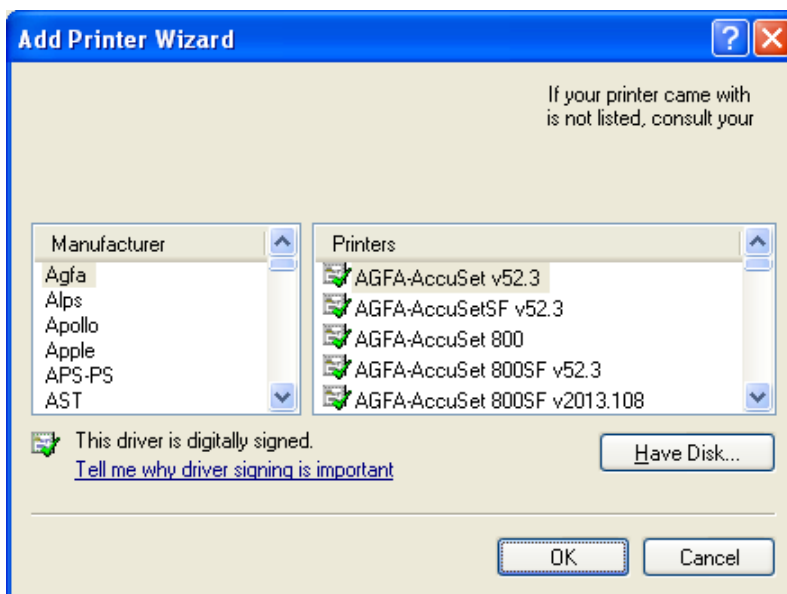 Add Printer Wizard
If your printer came with
is not listed, consult your
Manufacturer
Agfa
Alps
Apollo
Apple
APS-PS
AST
Printers
AGFA-AccuSet v52.3
AGFA-AccuSetSF v52.3
AGFA-AccuSet 800
AGFA-AccuSet 800SF v52.3
AGFA-AccuSet 800SF v2013.108
This driver is digitally signed.
Tell me why driver signing is important
Have Disk...
OK
Cancel